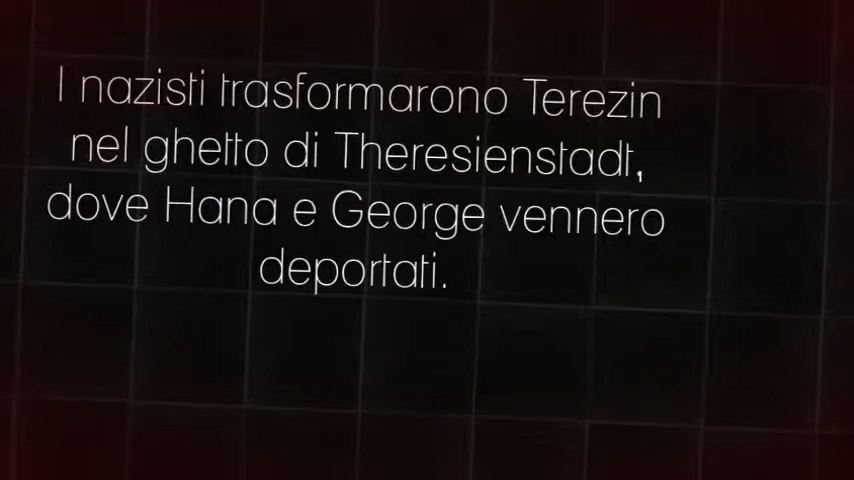 I nazisti trasformarono Terezin
nel ghetto di Theresienstadt,
dove Hana e George vennero
deportati.